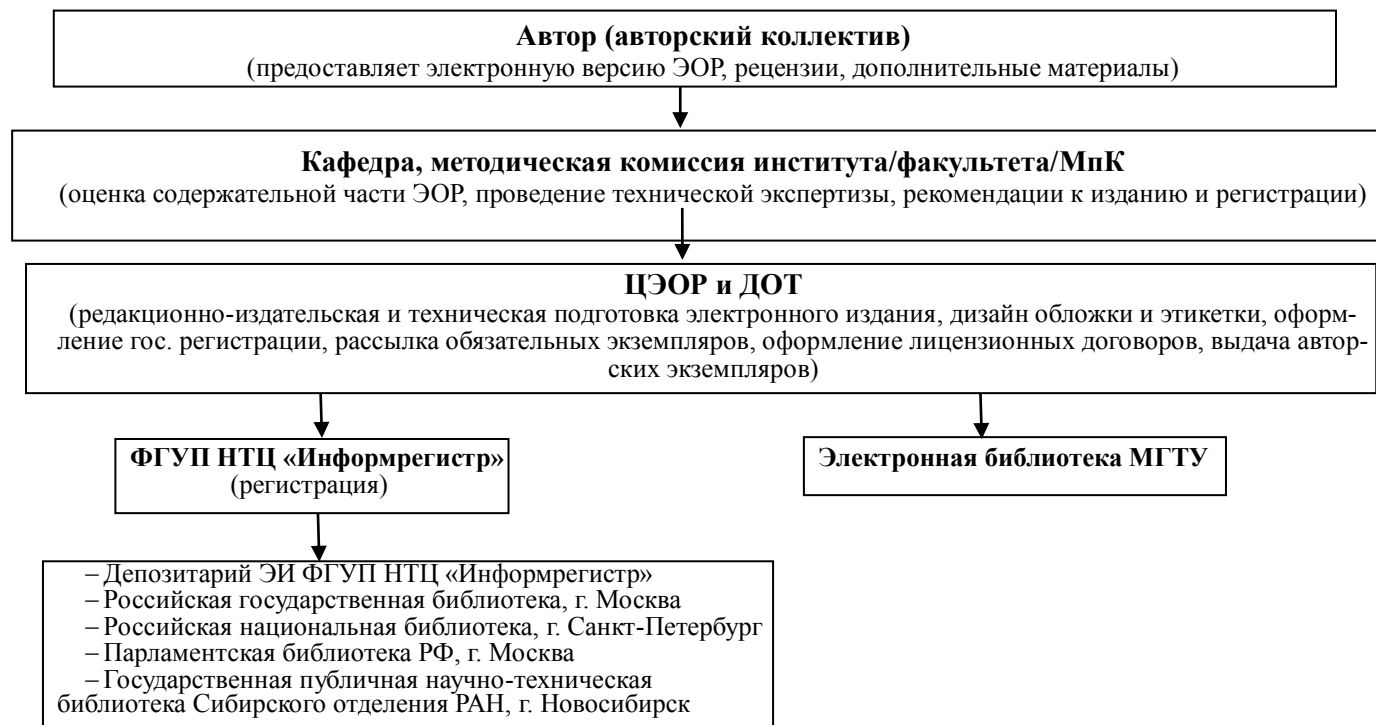 Автор (авторский коллектив)
(предоставляет электронную версию ЭОР, рецензии, дополнительные материалы)
Кафедра, методическая комиссия института/факультета/МпК
(оценка содержательной части ЭОР, проведение технической экспертизы, рекомендации к изданию и регистрации)
ЦЭОР и ДОТ
(редакционно-издательская и техническая подготовка электронного издания, дизайн обложки и этикетки, оформ-
ление гос. регистрации, рассылка обязательных экземпляров, оформление лицензионных договоров, выдача автор-
ских экземпляров)
ФГУП НТЦ «Информрегистр»
(регистрация)
Электронная библиотека МГТУ
– Депозитарий ЭИ ФГУП НТЦ «Информрегистр»
– Российская государственная библиотека, г. Москва
– Российская национальная библиотека, г. Санкт-Петербург
– Парламентская библиотека РФ, г. Москва
– Государственная публичная научно-техническая
библиотека Сибирского отделения РАН, г. Новосибирск